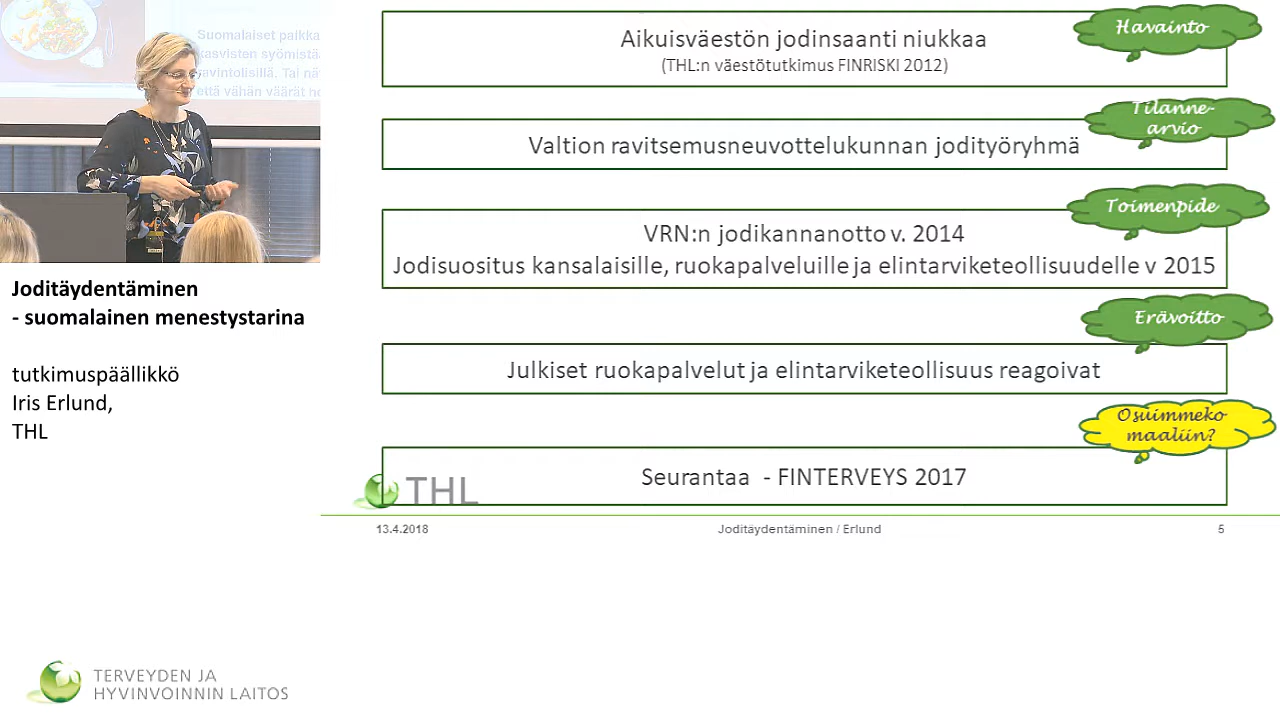 Suomalaiset paikka
kasvisten syömistä
ravintolisillä. Tai nä
että vähän väärät
Joditäydentäminen
- suomalainen menestystarina
tutkimuspäällikkö
Iris Erlund,
THL
TERVEYDEN JA
HYVINVOINNIN LAITOS
Havainto
Aikuisväestön jodinsaanti niukkaa
(THL:n väestötutkimus FINRISKI 2012)
Tilanne-
arvio
Valtion ravitsemusneuvottelukunnan jodityöryhmä
Toimenpide
VRN:n jodikannanotto v. 2014
Jodisuositus kansalaisille, ruokapalveluille ja elintarviketeollisuudelle v 2015
Erävoitto
Julkiset ruokapalvelut ja elintarviketeollisuus reagoivat
Osuimmeko
maaliin?
Seurantaa - FINTERVEYS 2017
THL
13.4.2018 Joditäydentäminen / Erlund 5